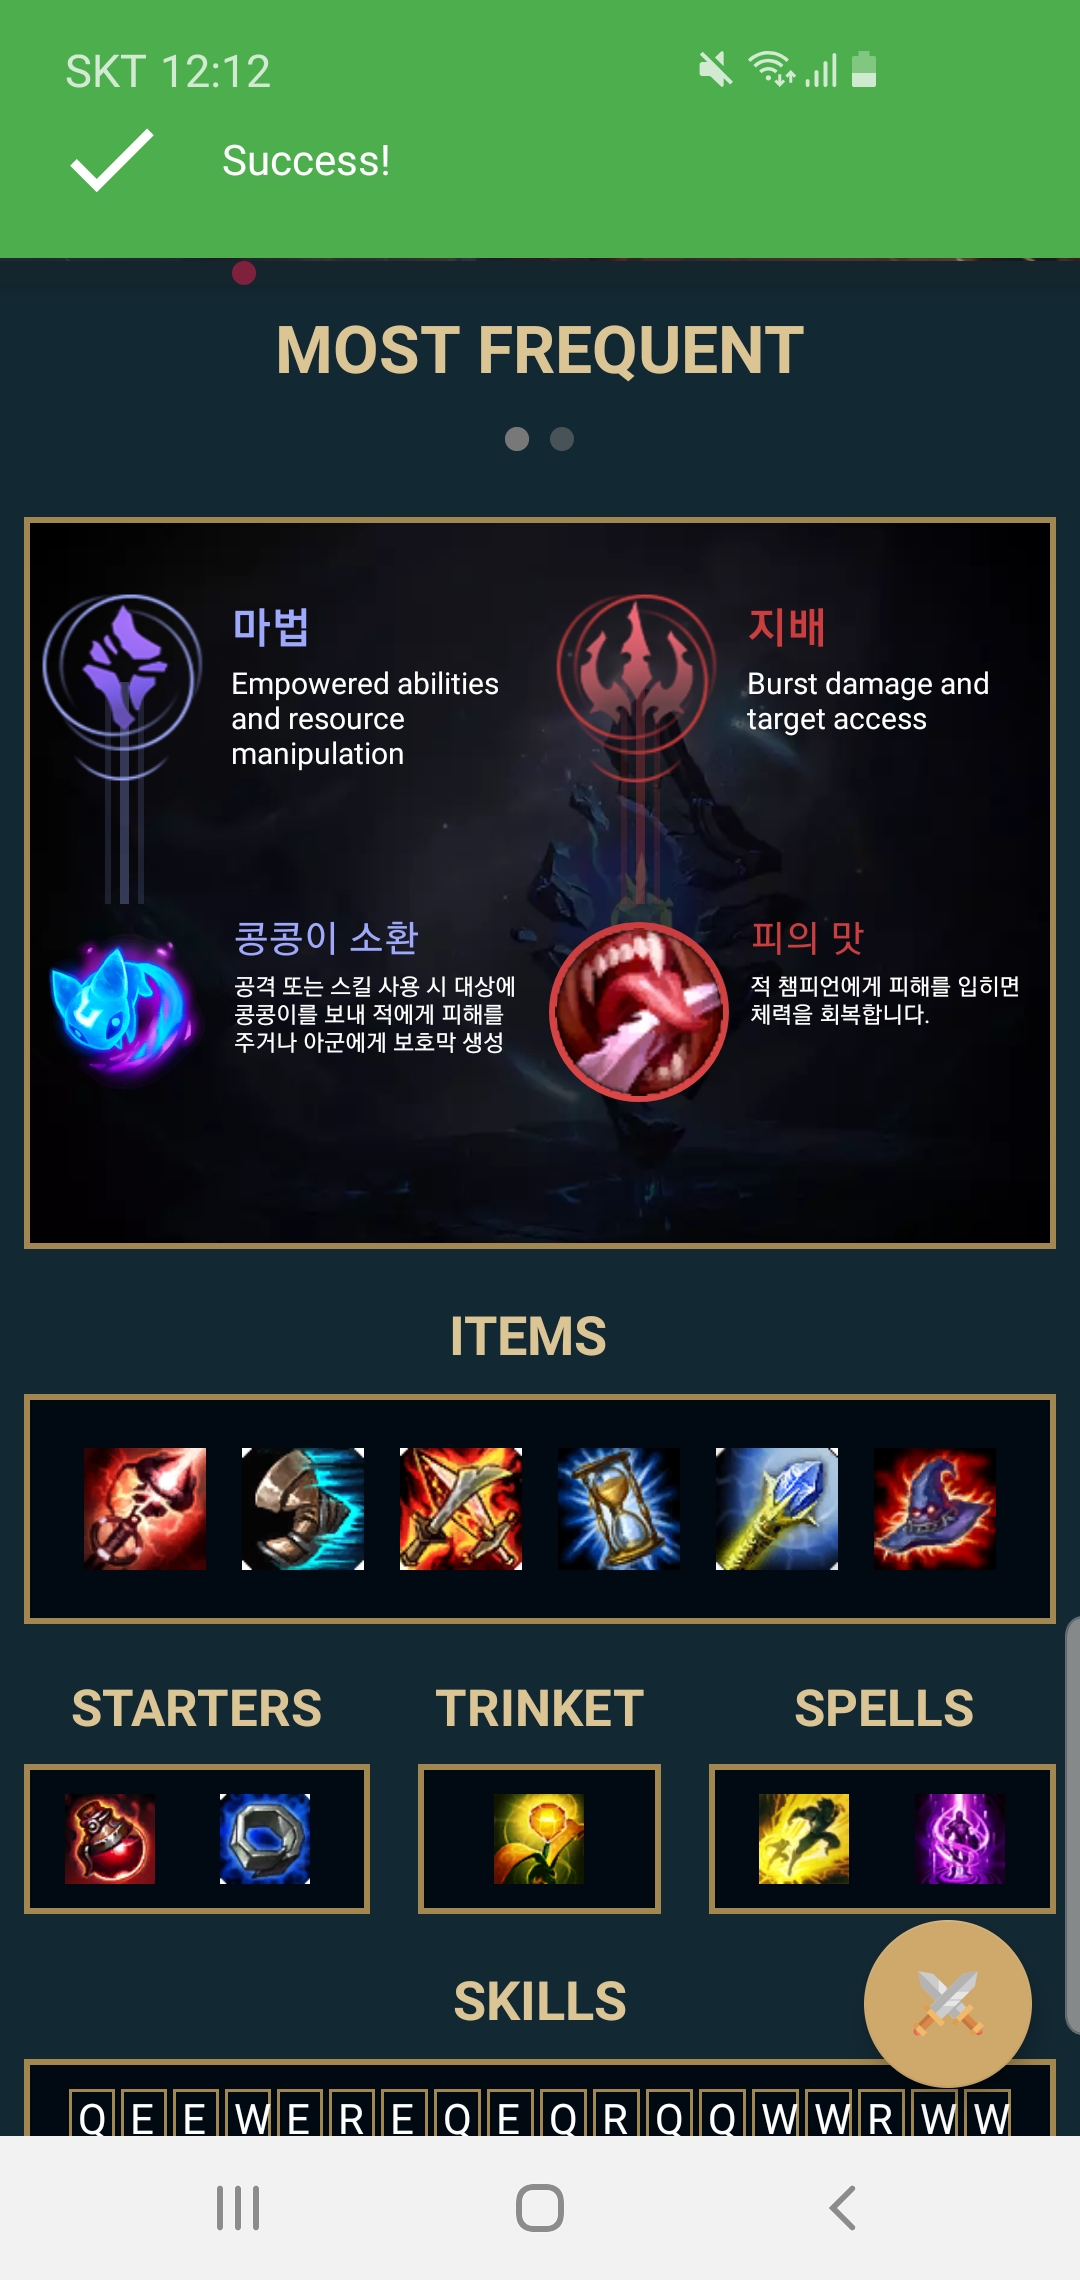 SKT 12:12
Success!
MOST FREQUENT
마법
Empowered abilities
and resource
manipulation
지배
Burst damage and
target access
콩콩이 소환
공격 또는 스킬 사용 시 대상에
콩콩이를 보내 적에게 피해를
주거나 아군에게 보호막 생성
피의 맛
적 챔피언에게 피해를 입히면
체력을 회복합니다.
ITEMS
STARTERS
TRINKET
SPELLS
SKILLS
Q E E W E R E Q E Q R Q Q W W R W W